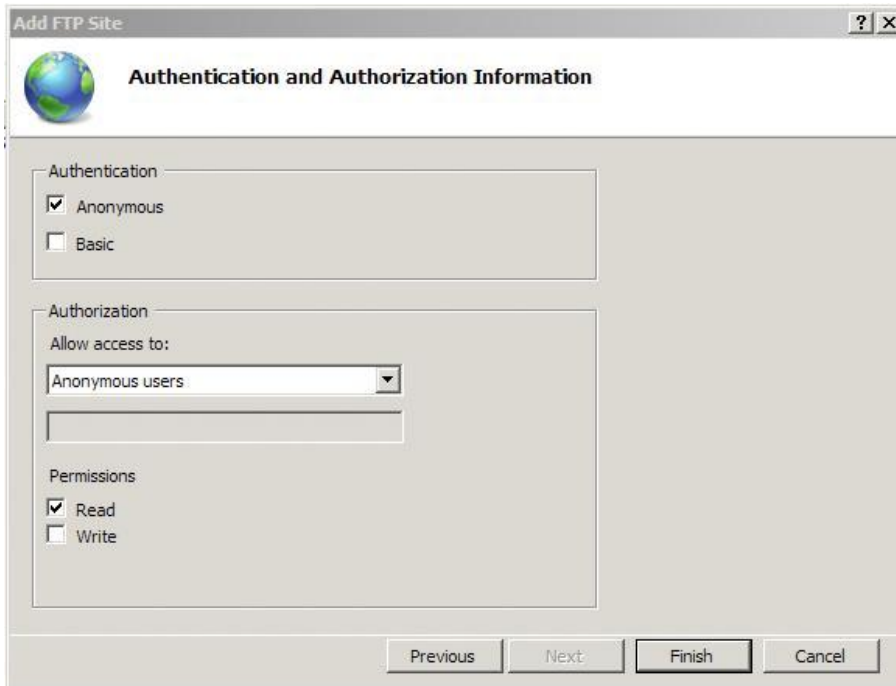 Add FTP Site
Authentication and Authorization Information
Authentication
Anonymous
Basic
Authorization
Allow access to:
Anonymous users
Permissions
Read
Write
Previous Next Finish Cancel